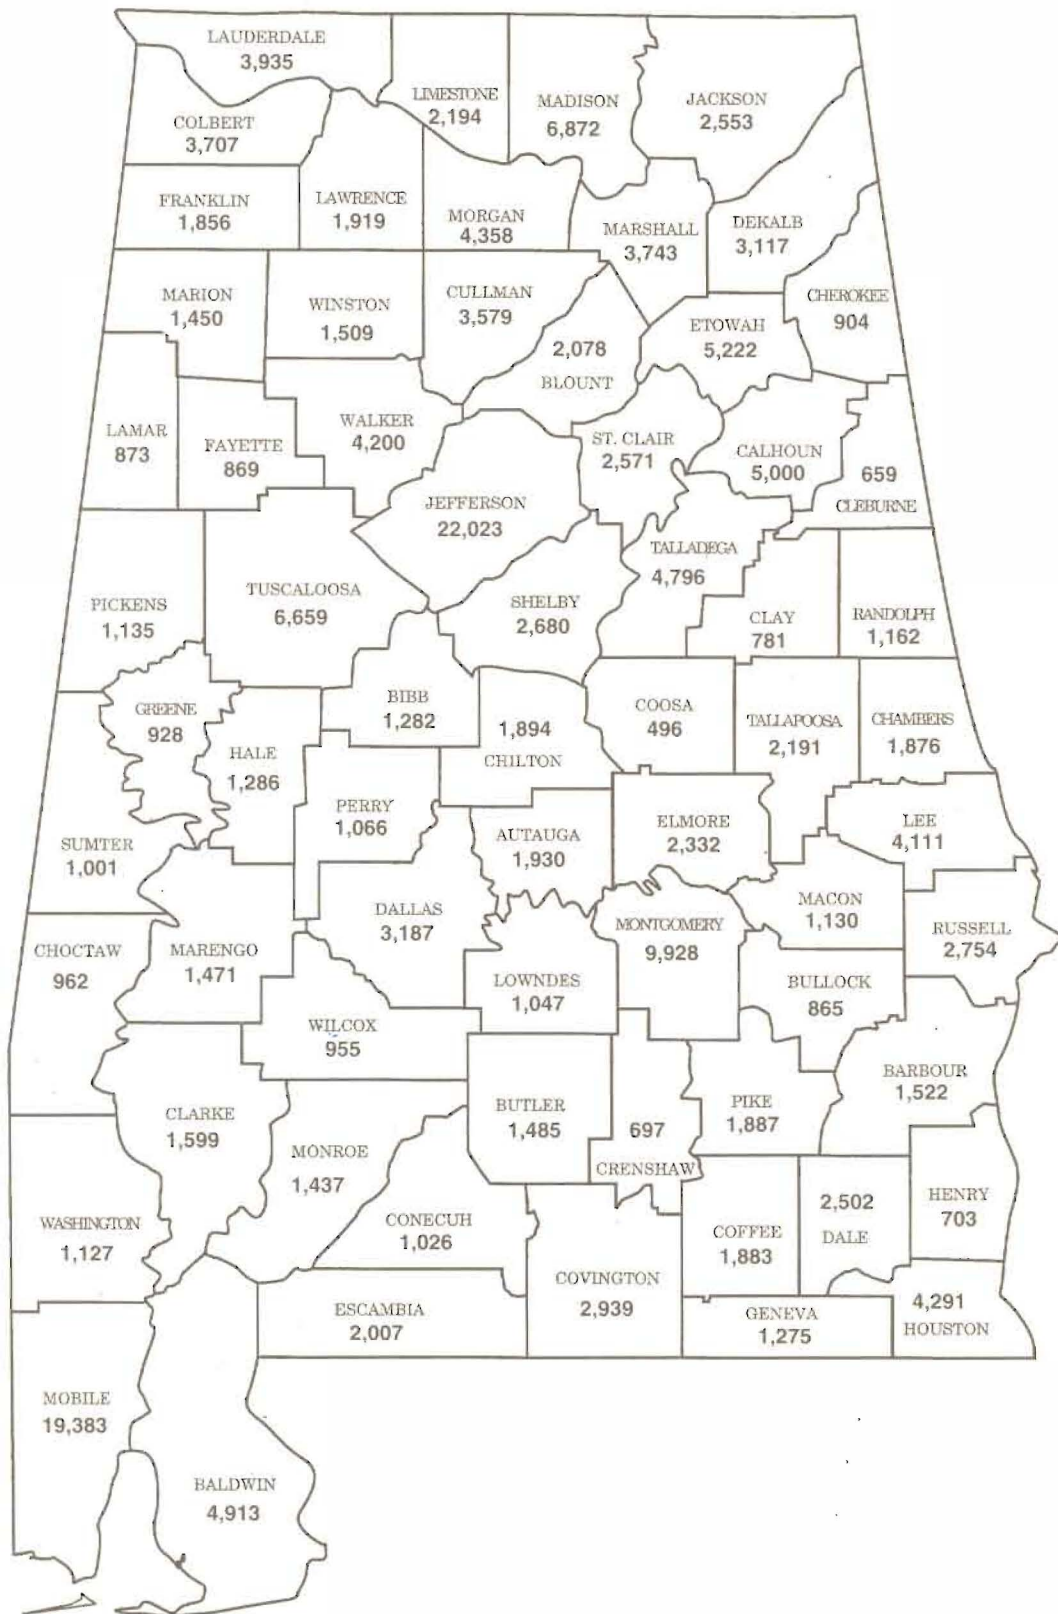 LAUDERDALE
3,935
LIMESTONE
2,194
MADISON
6,872
JACKSON
2,553
COLBERT
3,707
FRANKLIN
1,856
LAWRENCE
1,919
MORGAN
4,358
MARSHALL
3,743
DEKALB
3,117
MARION
1,450
WINSTON
1,509
CULLMAN
3,579
2,078
BLOUNT
ETOWAH
5,222
CHEROKEE
904
LAMAR
873
FAYETTE
869
WALKER
4,200
ST. CLAIR
2,571
CALHOUN
5,000
659
CLEBURNE
JEFFERSON
22,023
TALLADEGA
4,796
PICKENS
1,135
TUSCALOOSA
6,659
SHELBY
2,680
CLAY
781
RANDOLPH
1,162
GREENE
928
HALE
1,286
BIBB
1,282
1,894
CHILTON
COOSA
496
TALLAPOOSA
2,191
CHAMBERS
1,876
SUMTER
1,001
PERRY
1,066
AUTAUGA
1,930
ELMORE
2,332
LEE
4,111
CHOCTAW
962
MARENGO
1,471
DALLAS
3,187
LOWNDES
1,047
MONTGOMERY
9,928
MACON
1,130
BULLOCK
865
RUSSELL
2,754
WILCOX
955
CLARKE
1,599
MONROE
1,437
BUTLER
1,485
697
CRENSHAW
PIKE
1,887
BARBOUR
1,522
WASHINGTON
1,127
CONECUH
1,026
COVINGTON
2,939
COFFEE
1,883
2,502
DALE
HENRY
703
ESCAMBIA
2,007
GENEVA
1,275
4,291
HOUSTON
MOBILE
19,383
BALDWIN
4,913